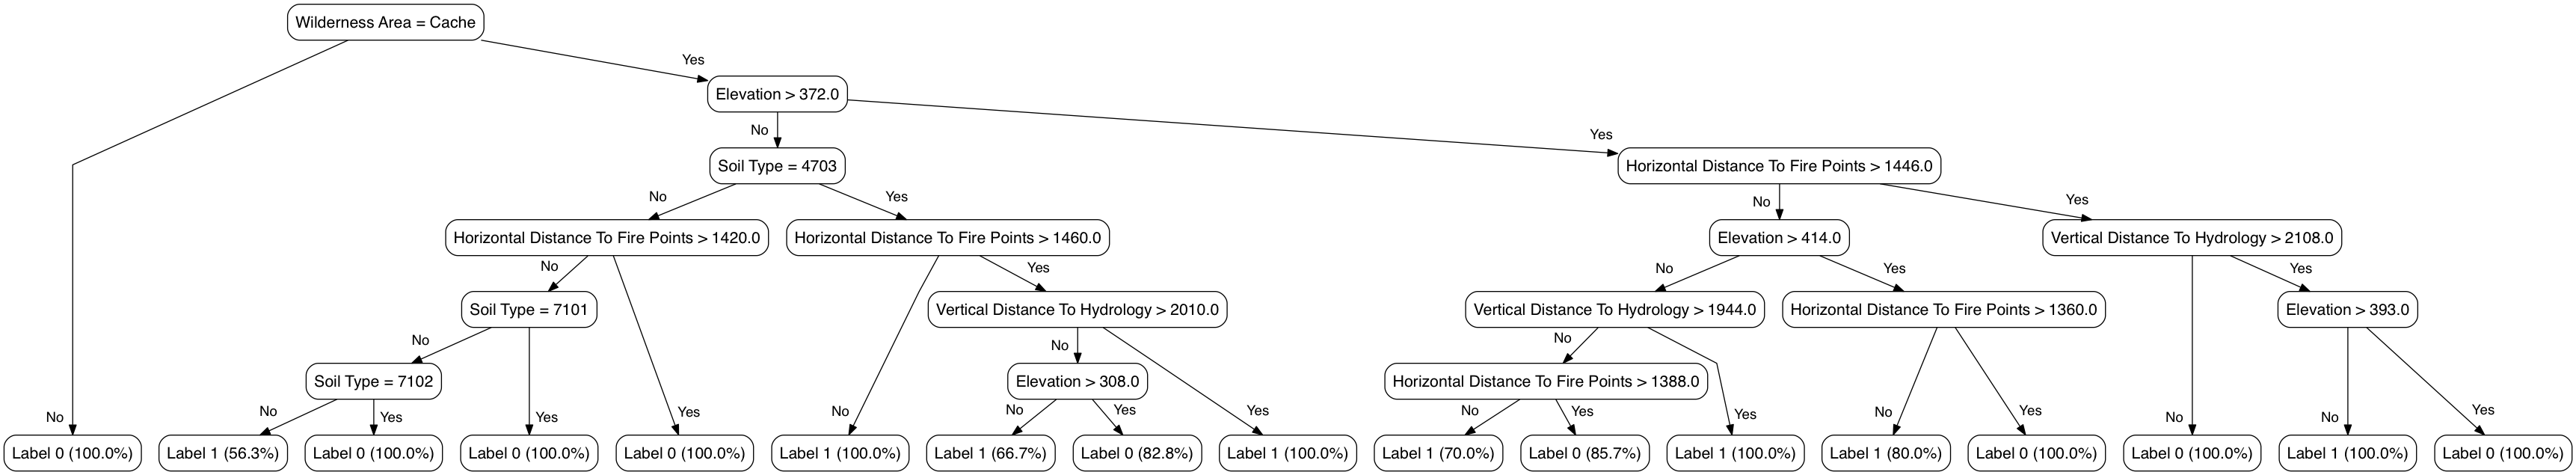 Wilderness Area = Cache
Yes
Elevation > 372.0
No
Yes
Soil Type = 4703
Horizontal Distance To Fire Points > 1446.0
No
Yes
No
Yes
Horizontal Distance To Fire Points > 1420.0
Horizontal Distance To Fire Points > 1460.0
Elevation > 414.0
Vertical Distance To Hydrology > 2108.0
No
Yes
No
Yes
Yes
Soil Type = 7101
Vertical Distance To Hydrology > 2010.0
Vertical Distance To Hydrology > 1944.0
Horizontal Distance To Fire Points > 1360.0
Elevation > 393.0
No
No
No
Soil Type = 7102
Elevation > 308.0
Horizontal Distance To Fire Points > 1388.0
No
No
Yes
Yes
Yes
No
No
Yes
Yes
No
Yes
Yes
No
Yes
No
No
Yes
Label 0 (100.0%)
Label 1 (56.3%)
Label 0 (100.0%)
Label 0 (100.0%)
Label 0 (100.0%)
Label 1 (100.0%)
Label 1 (66.7%)
Label 0 (82.8%)
Label 1 (100.0%)
Label 1 (70.0%)
Label 0 (85.7%)
Label 1 (100.0%)
Label 1 (80.0%)
Label 0 (100.0%)
Label 0 (100.0%)
Label 1 (100.0%)
Label 0 (100.0%)